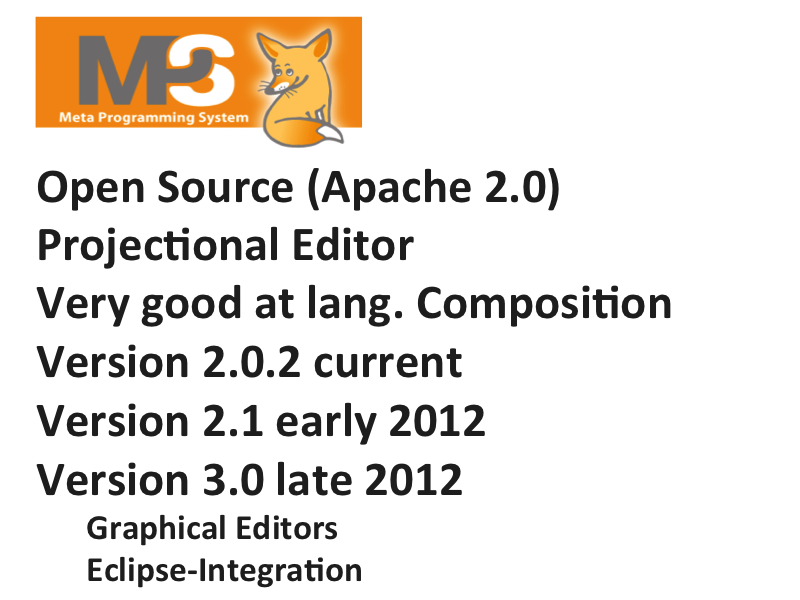 MPS
Meta Programming System
Open Source (Apache 2.0)
Projectional Editor
Very good at lang. Composition
Version 2.0.2 current
Version 2.1 early 2012
Version 3.0 late 2012
Graphical Editors
Eclipse-Integration